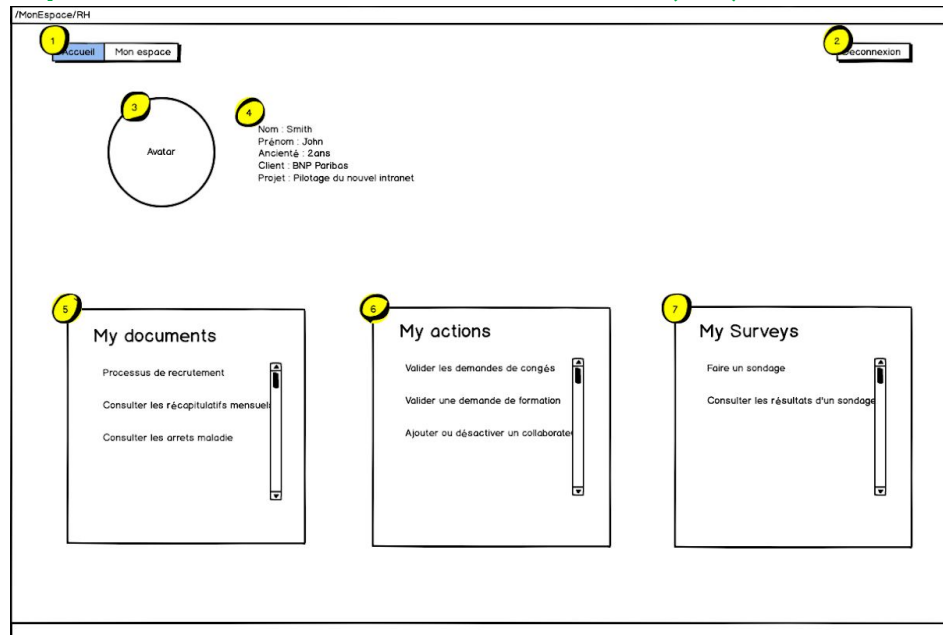 /MonEspace/RH
1
2
Accueil Mon espace
Deconnexion
3
4
Avatar
Nom : Smith
Prénom : John
Ancienté : 2ans
Client : BNP Paribas
Projet : Pilotage du nouvel intranet
5
6
7
My documents
Processus de recrutement
Consulter les récapitulatifs mensuels
Consulter les arrets maladie
My actions
Valider les demandes de congés
Valider une demande de formation
Ajouter ou désactiver un collaborate
My Surveys
Faire un sondage
Consulter les résultats d'un sondage